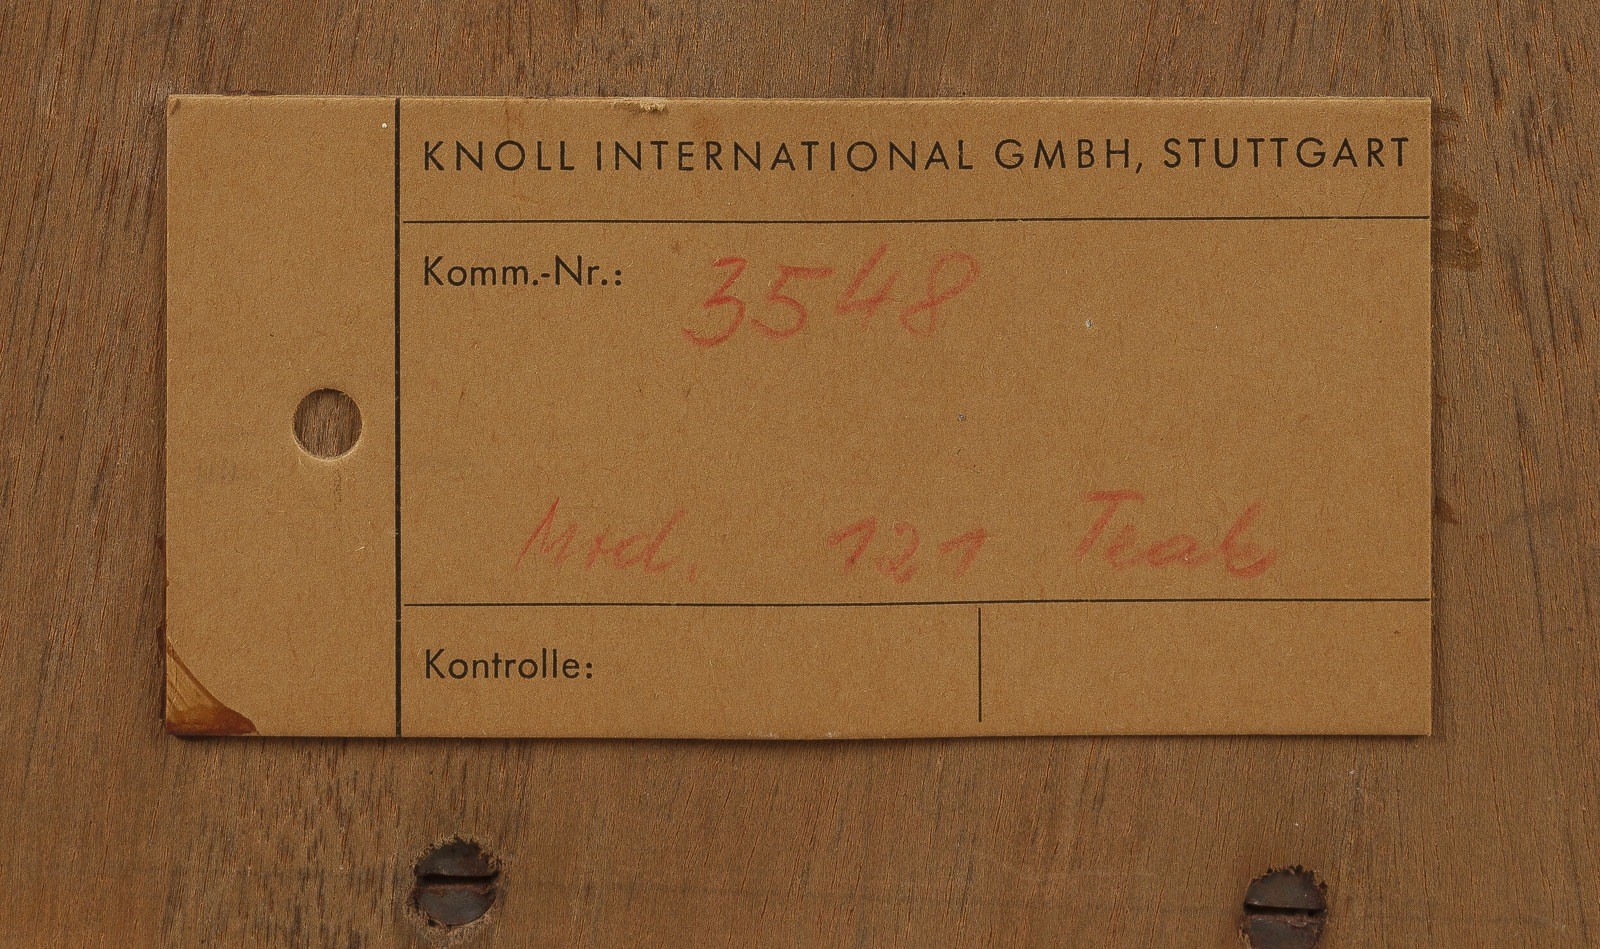 KNOLL INTERNATIONAL GMBH, STUTTGART
Komm.-Nr.: 3548
Mod. 121 Teak
Kontrolle: